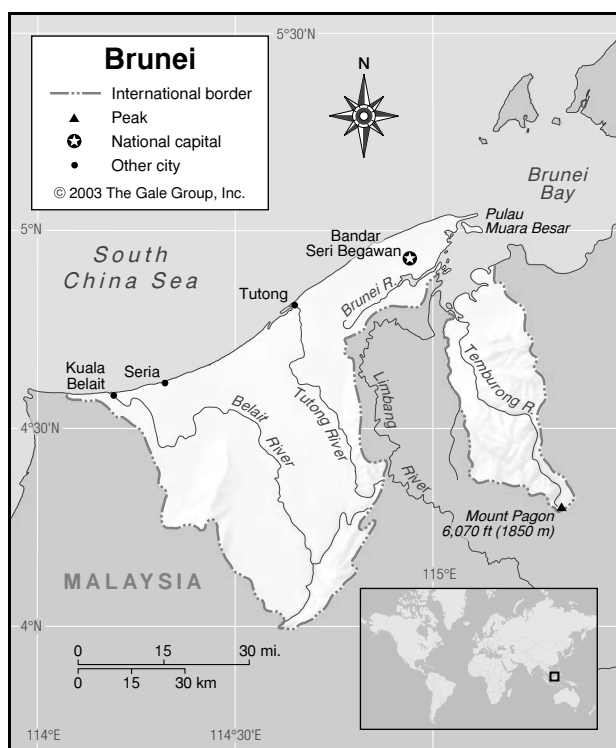 Brunei
International border
Peak
National capital
Other city
© 2003 The Gale Group, Inc.
N
5°30'N
Brunei
Bay
5°N
Pulau
Muara Besar
Bandar
Seri Begawan
South
China Sea
Brunei R.
Tutong
Kuala
Belait
Seria
Limbang
River
Temburong R.
Belait
River
Tutong River
4°30'N
Mount Pagon
6,070 ft (1850 m)
MALAYSIA
115°E
4°N
0 15 30 mi.
0 15 30 km
114°E
114°30'E